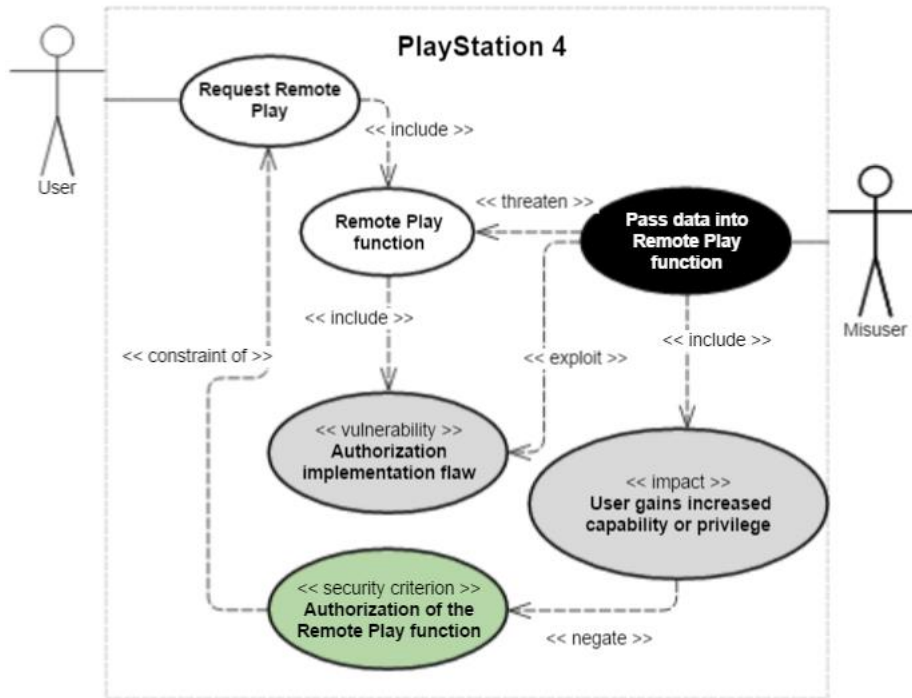 PlayStation 4
Request Remote
Play
<< include >>
User
Remote Play
function
<< threaten >>
Pass data into
Remote Play
function
Misuser
<< include >>
<< include >>
<< constraint of >>
<< exploit >>
<< vulnerability >>
Authorization
implementation flaw
<< impact >>
User gains increased
capability or privilege
<< security criterion >>
Authorization of the
Remote Play function
<< negate >>